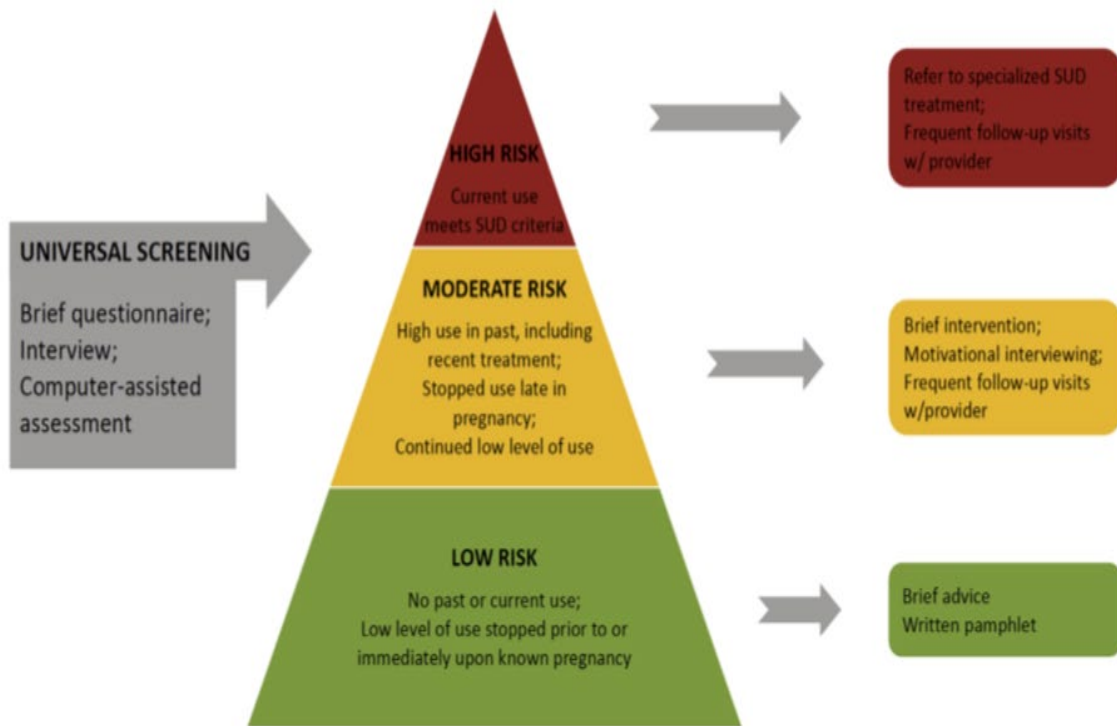 UNIVERSAL SCREENING
Brief questionnaire;
Interview;
Computer-assisted
assessment
HIGH RISK
Current use
meets SUD criteria
MODERATE RISK
High use in past, including
recent treatment;
Stopped use late in
pregnancy;
Continued low level of use
LOW RISK
No past or current use;
Low level of use stopped prior to or
immediately upon known pregnancy
Refer to specialized SUD
treatment;
Frequent follow-up visits
w/ provider
Brief intervention;
Motivational interviewing;
Frequent follow-up visits
w/provider
Brief advice
Written pamphlet